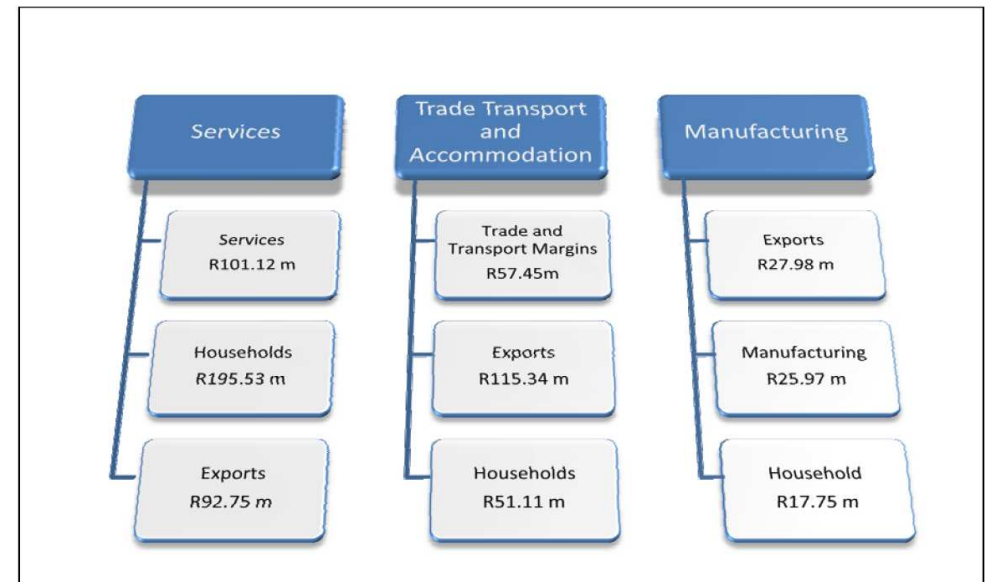 Services
Services
R101.12 m
Households
R195.53 m
Exports
R92.75 m
Trade Transport
and
Accommodation
Trade and
Transport Margins
R57.45m
Exports
R115.34 m
Households
R51.11 m
Manufacturing
Exports
R27.98 m
Manufacturing
R25.97 m
Household
R17.75 m